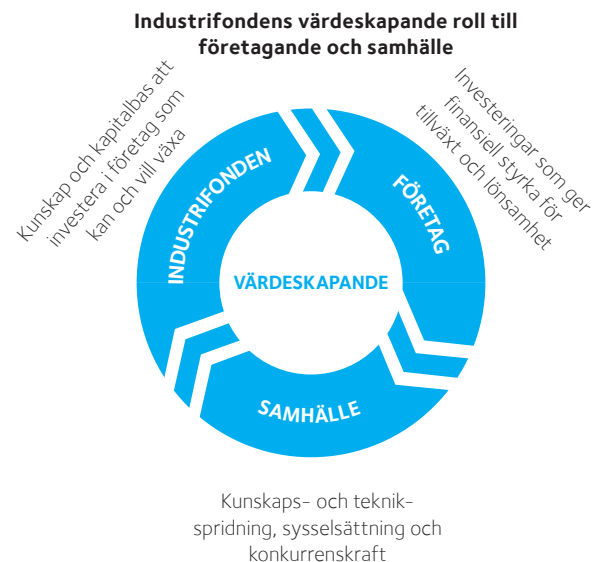 Industrifondens värdeskapande roll till
företagande och samhälle
Kunskap och kapitalbas att
investera i företag som
kan och vill växa
Investeringar som ger
finansiell styrka för
tillväxt och lönsamhet
INDUSTRIFONDEN
FÖRETAG
VÄRDESKAPANDE
SAMHÄLLE
Kunskaps- och teknik-
spridning, sysselsättning och
konkurrenskraft